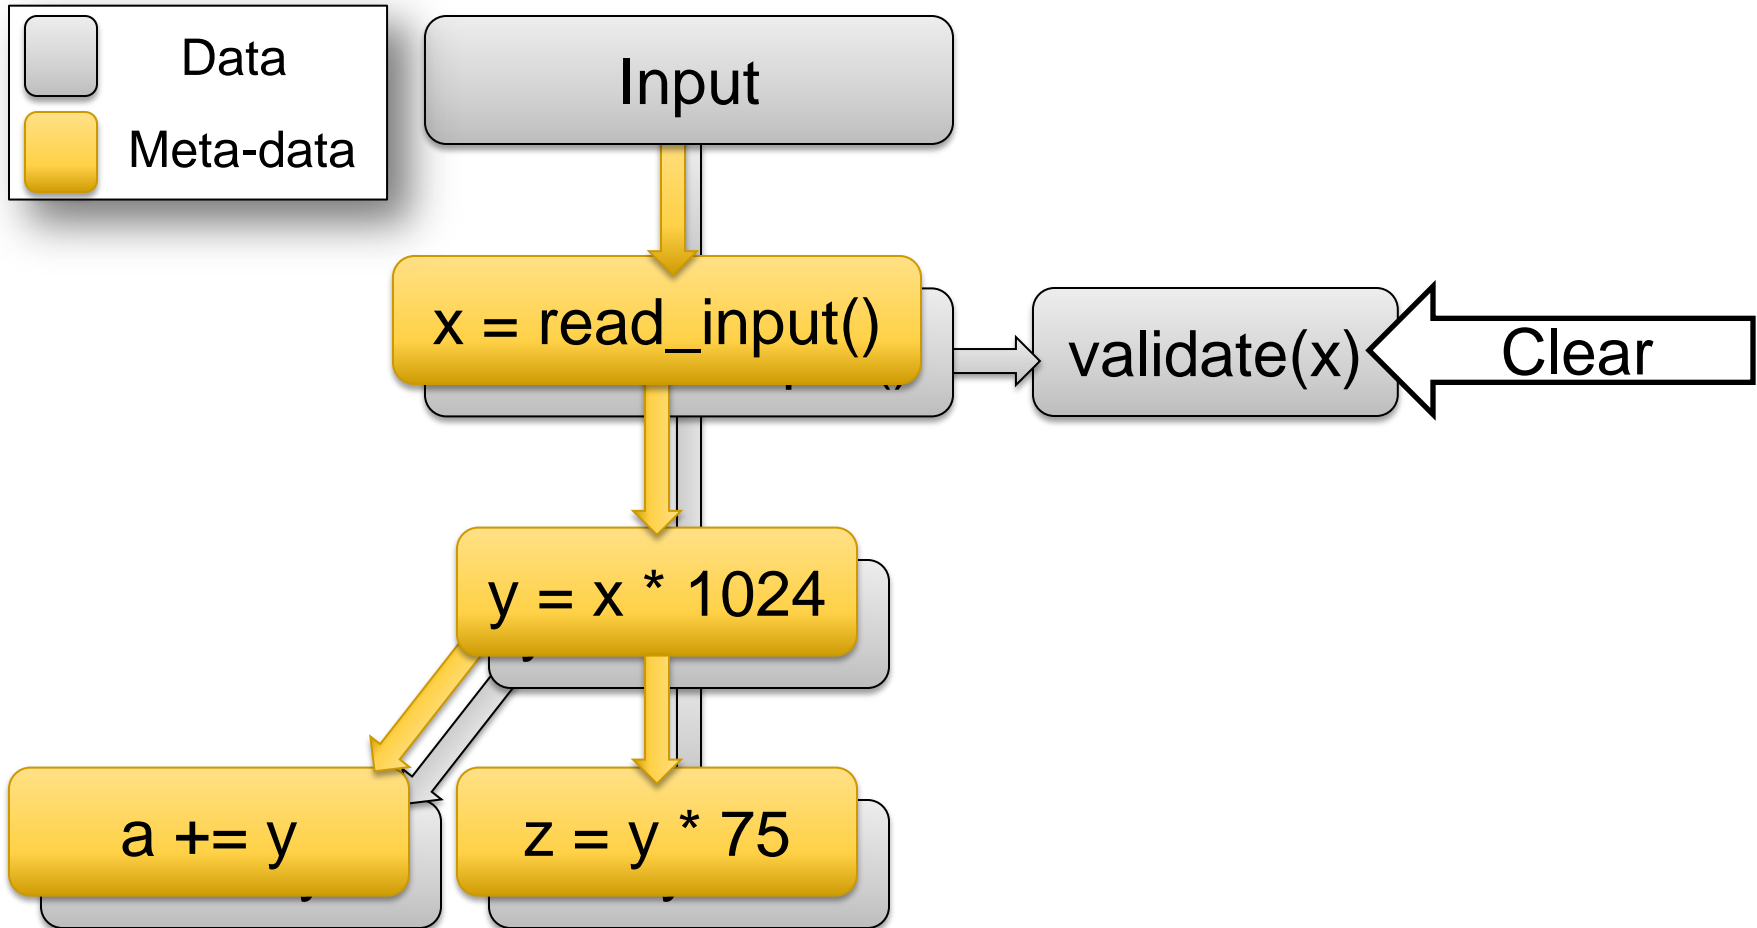 Data
Meta-data
Input
x = read_input()
validate(x)
Clear
y = x * 1024
a += y
z = y * 75